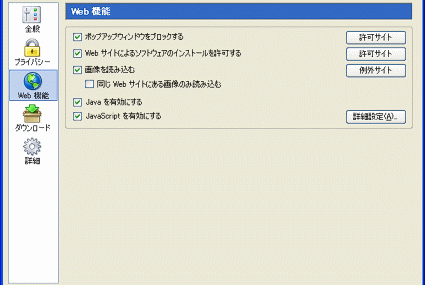 Web 機能
全般
プライバシー
Web 機能
ダウンロード
詳細
ポップアップウィンドウをブロックする
許可サイト
Web サイトによるソフトウェアのインストールを許可する
許可サイト
画像を読み込む
例外サイト
同じ Web サイトにある画像のみ読み込む
Java を有効にする
JavaScript を有効にする
詳細設定(A)...